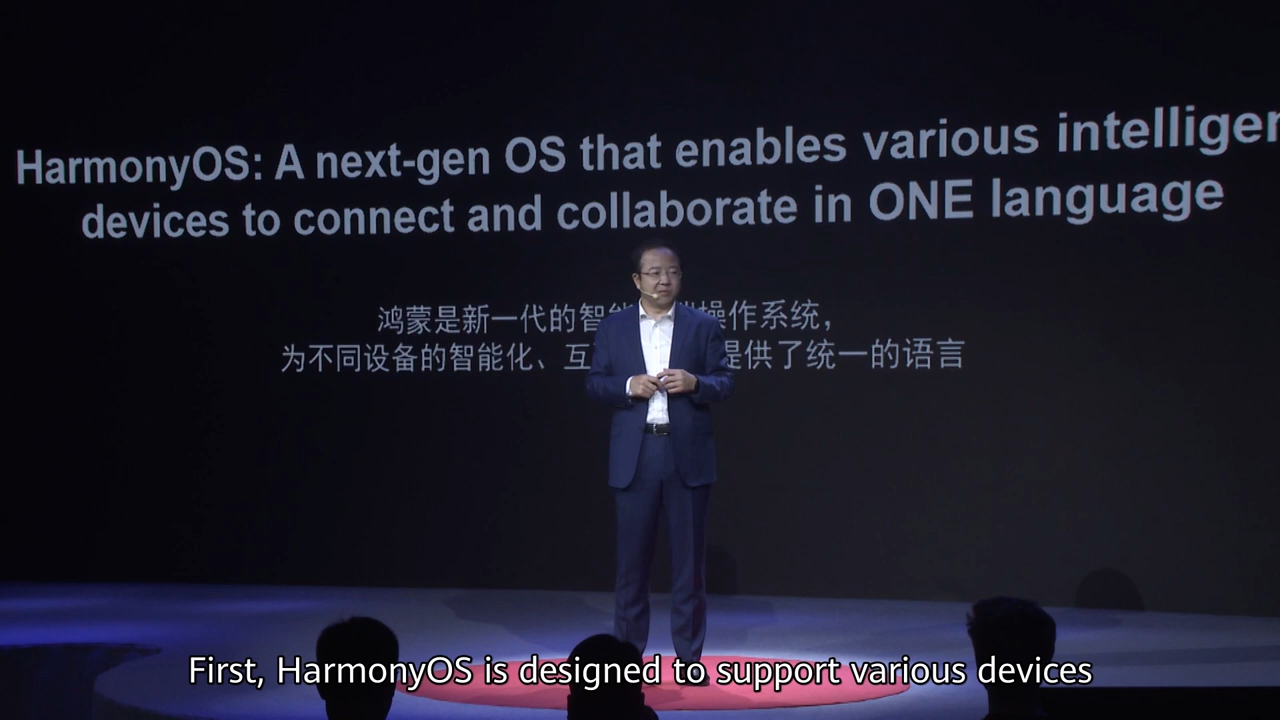 HarmonyOS: A next-gen OS that enables various
devices to connect and collaborate in ONE language
鸿蒙是新一代的智能 操作系统，
为不同设备的智能化、互 提供了统一的语言
First, HarmonyOS is designed to support various devices